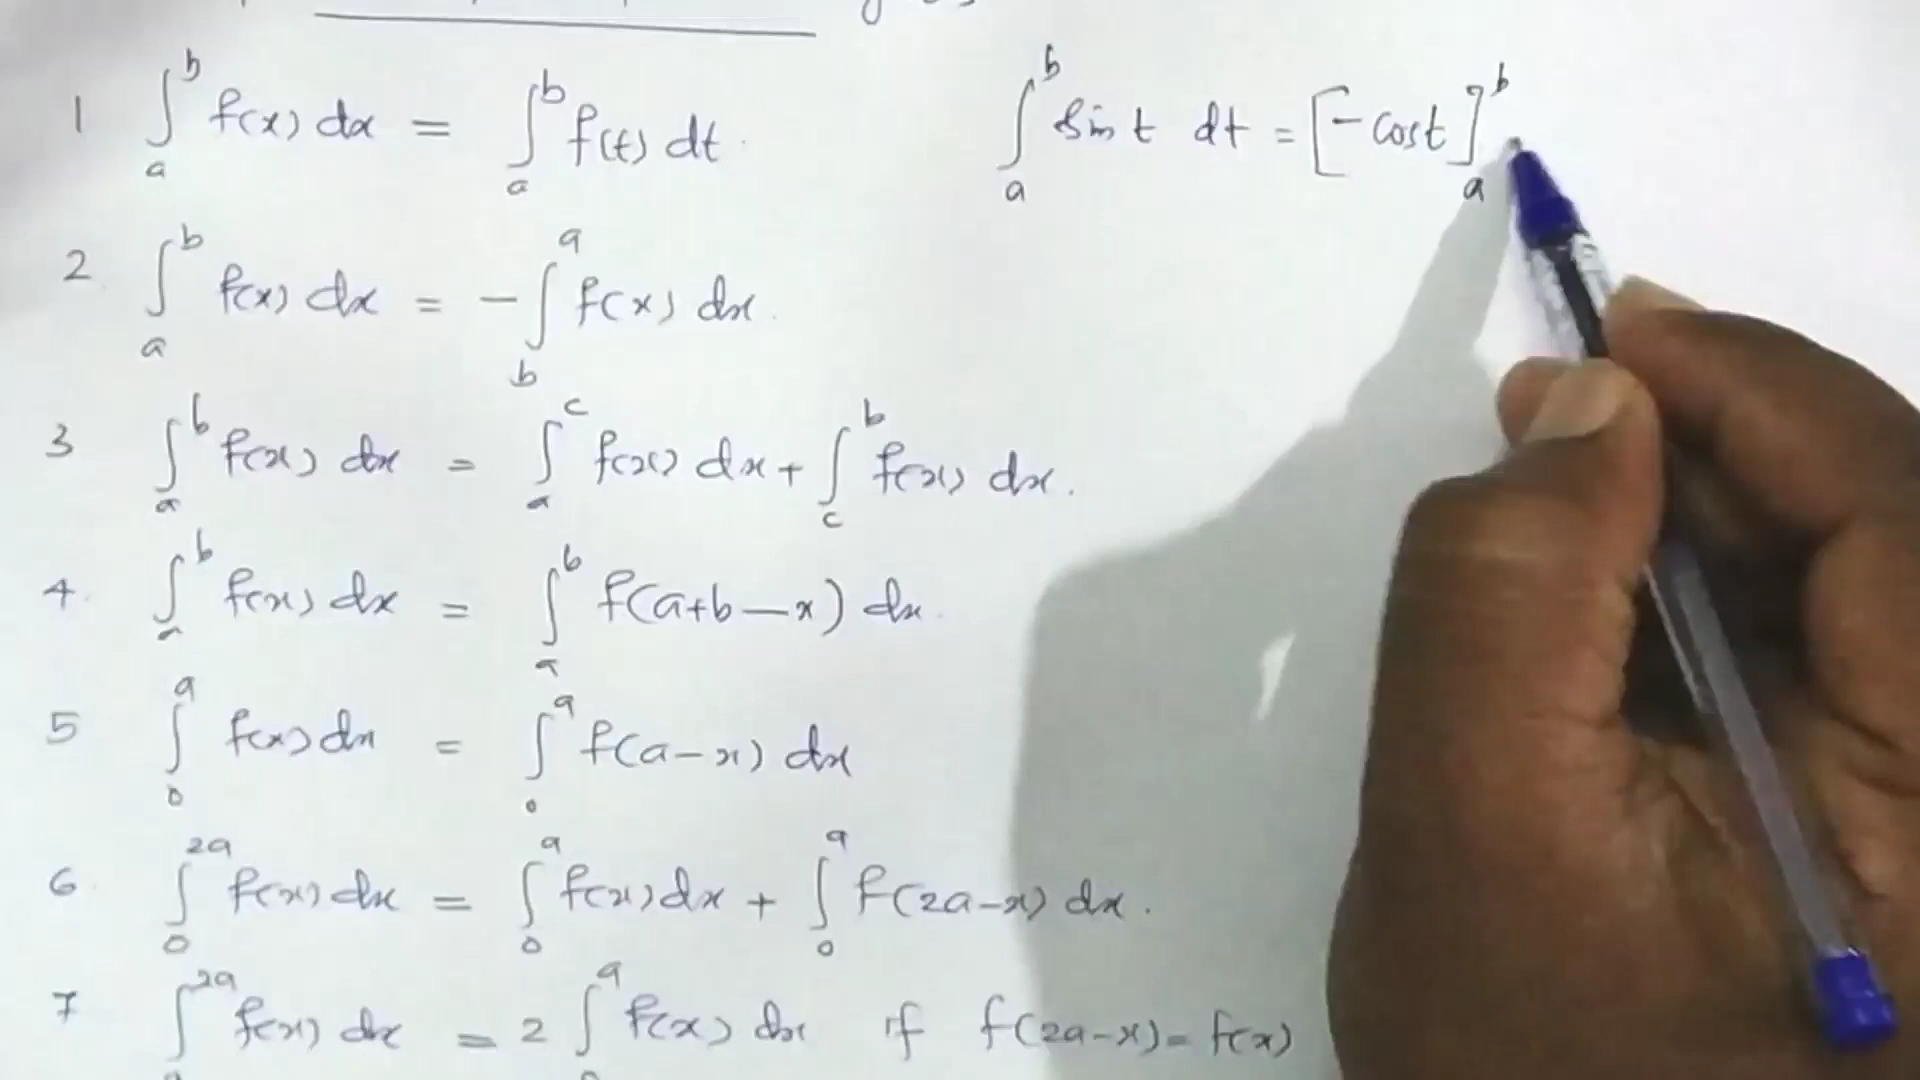 1 ∫_a^b f(x) dx = ∫_a^b f(t) dt.
∫_a^b sin t dt = [-cos t]_a^b
2. ∫_a^b f(x) dx = - ∫_b^a f(x) dx.
3 ∫_a^b f(x) dx = ∫_a^c f(x) dx + ∫_c^b f(x) dx.
4. ∫_a^b f(x) dx = ∫_a^b f(a+b-x) dx.
5 ∫_0^a f(x) dx = ∫_0^a f(a-x) dx
6. ∫_0^2a f(x) dx = ∫_0^a f(x) dx + ∫_0^a f(2a-x) dx.
7 ∫_0^2a f(x) dx = 2 ∫_0^a f(x) dx if f(2a-x) = f(x)